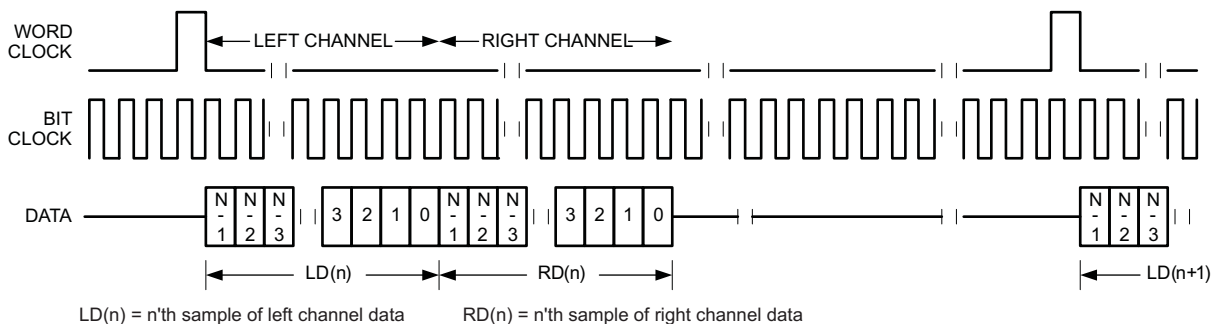 WORD
CLOCK
LEFT CHANNEL
RIGHT CHANNEL
BIT
CLOCK
DATA
N-1 N-2 N-3 3 2 1 0 N-1 N-2 N-3 3 2 1 0 N-1 N-2 N-3
LD(n) RD(n) LD(n+1)
LD(n) = n'th sample of left channel data RD(n) = n'th sample of right channel data